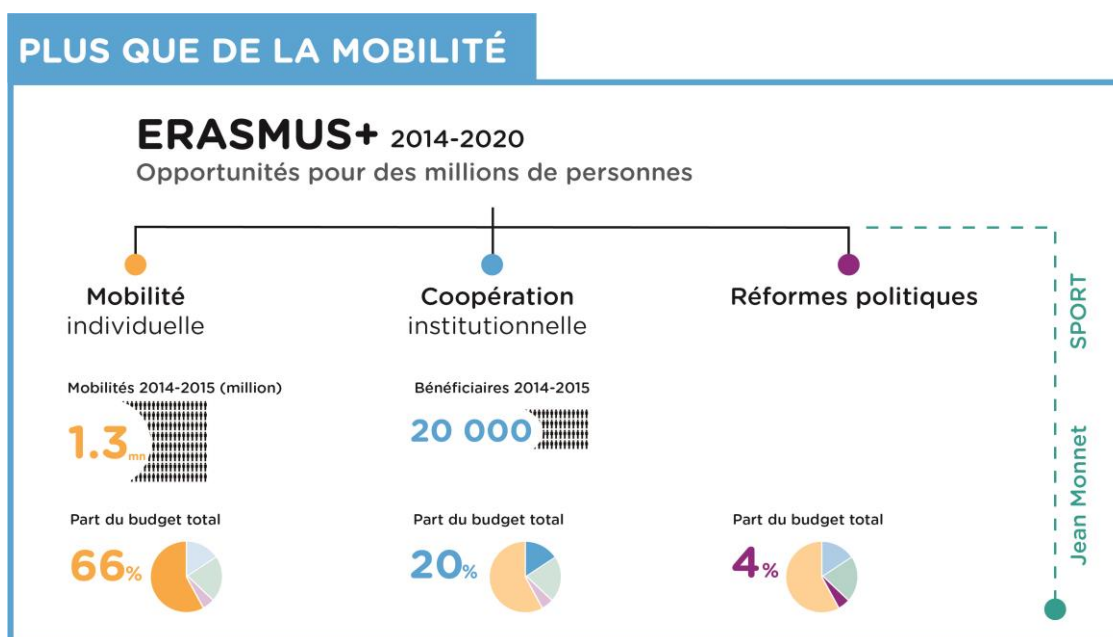 PLUS QUE DE LA MOBILITÉ
ERASMUS+ 2014-2020
Opportunités pour des millions de personnes
Mobilité
individuelle
Mobilités 2014-2015 (million)
1.3 mn
Part du budget total
66%
Coopération
institutionnelle
Bénéficiaires 2014-2015
20 000
Part du budget total
20%
Réformes politiques
Part du budget total
4%
SPORT
Jean Monnet